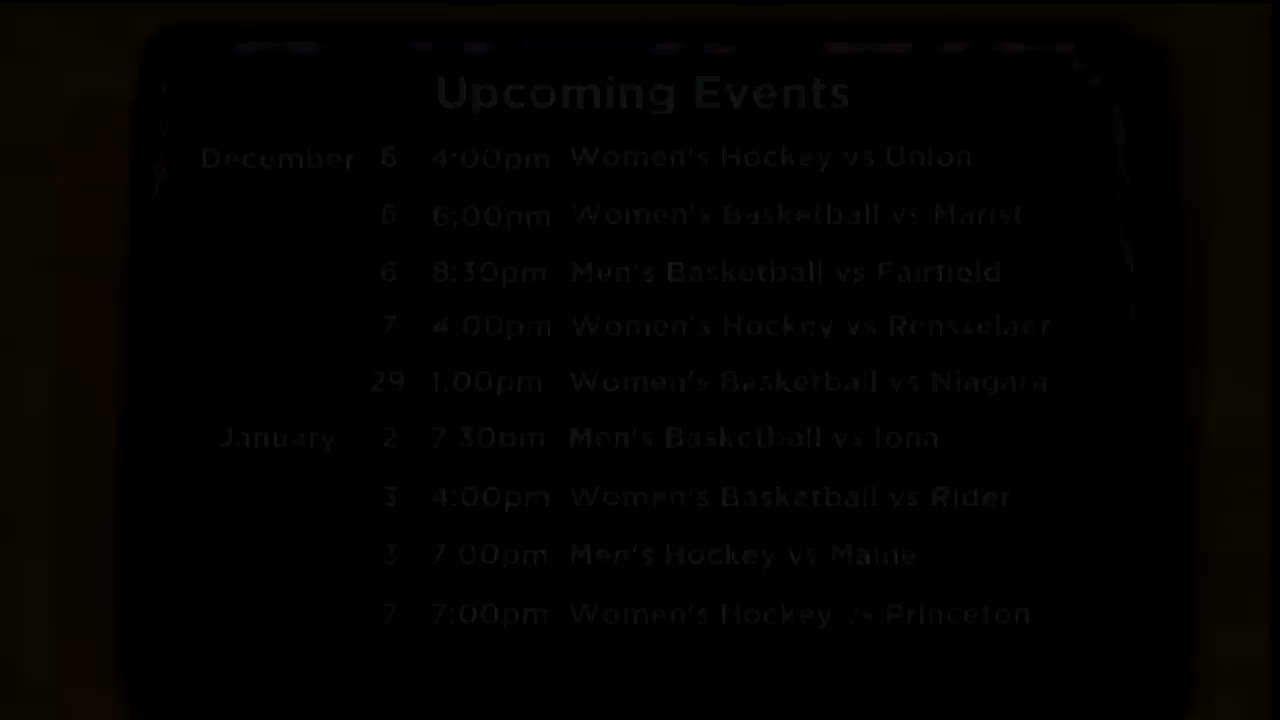 Upcoming Events
December 6 4:00pm Women's Hockey vs Union
6 6:00pm Women's Basketball vs Marist
6 8:30pm Men's Basketball vs Fairfield
7 4:00pm Women's Hockey vs Rensselaer
29 1:00pm Women's Basketball vs Niagara
January 2 7:30pm Men's Basketball vs Iona
3 4:00pm Women's Basketball vs Rider
3 7:00pm Men's Hockey vs Maine
7 7:00pm Women's Hockey vs Princeton